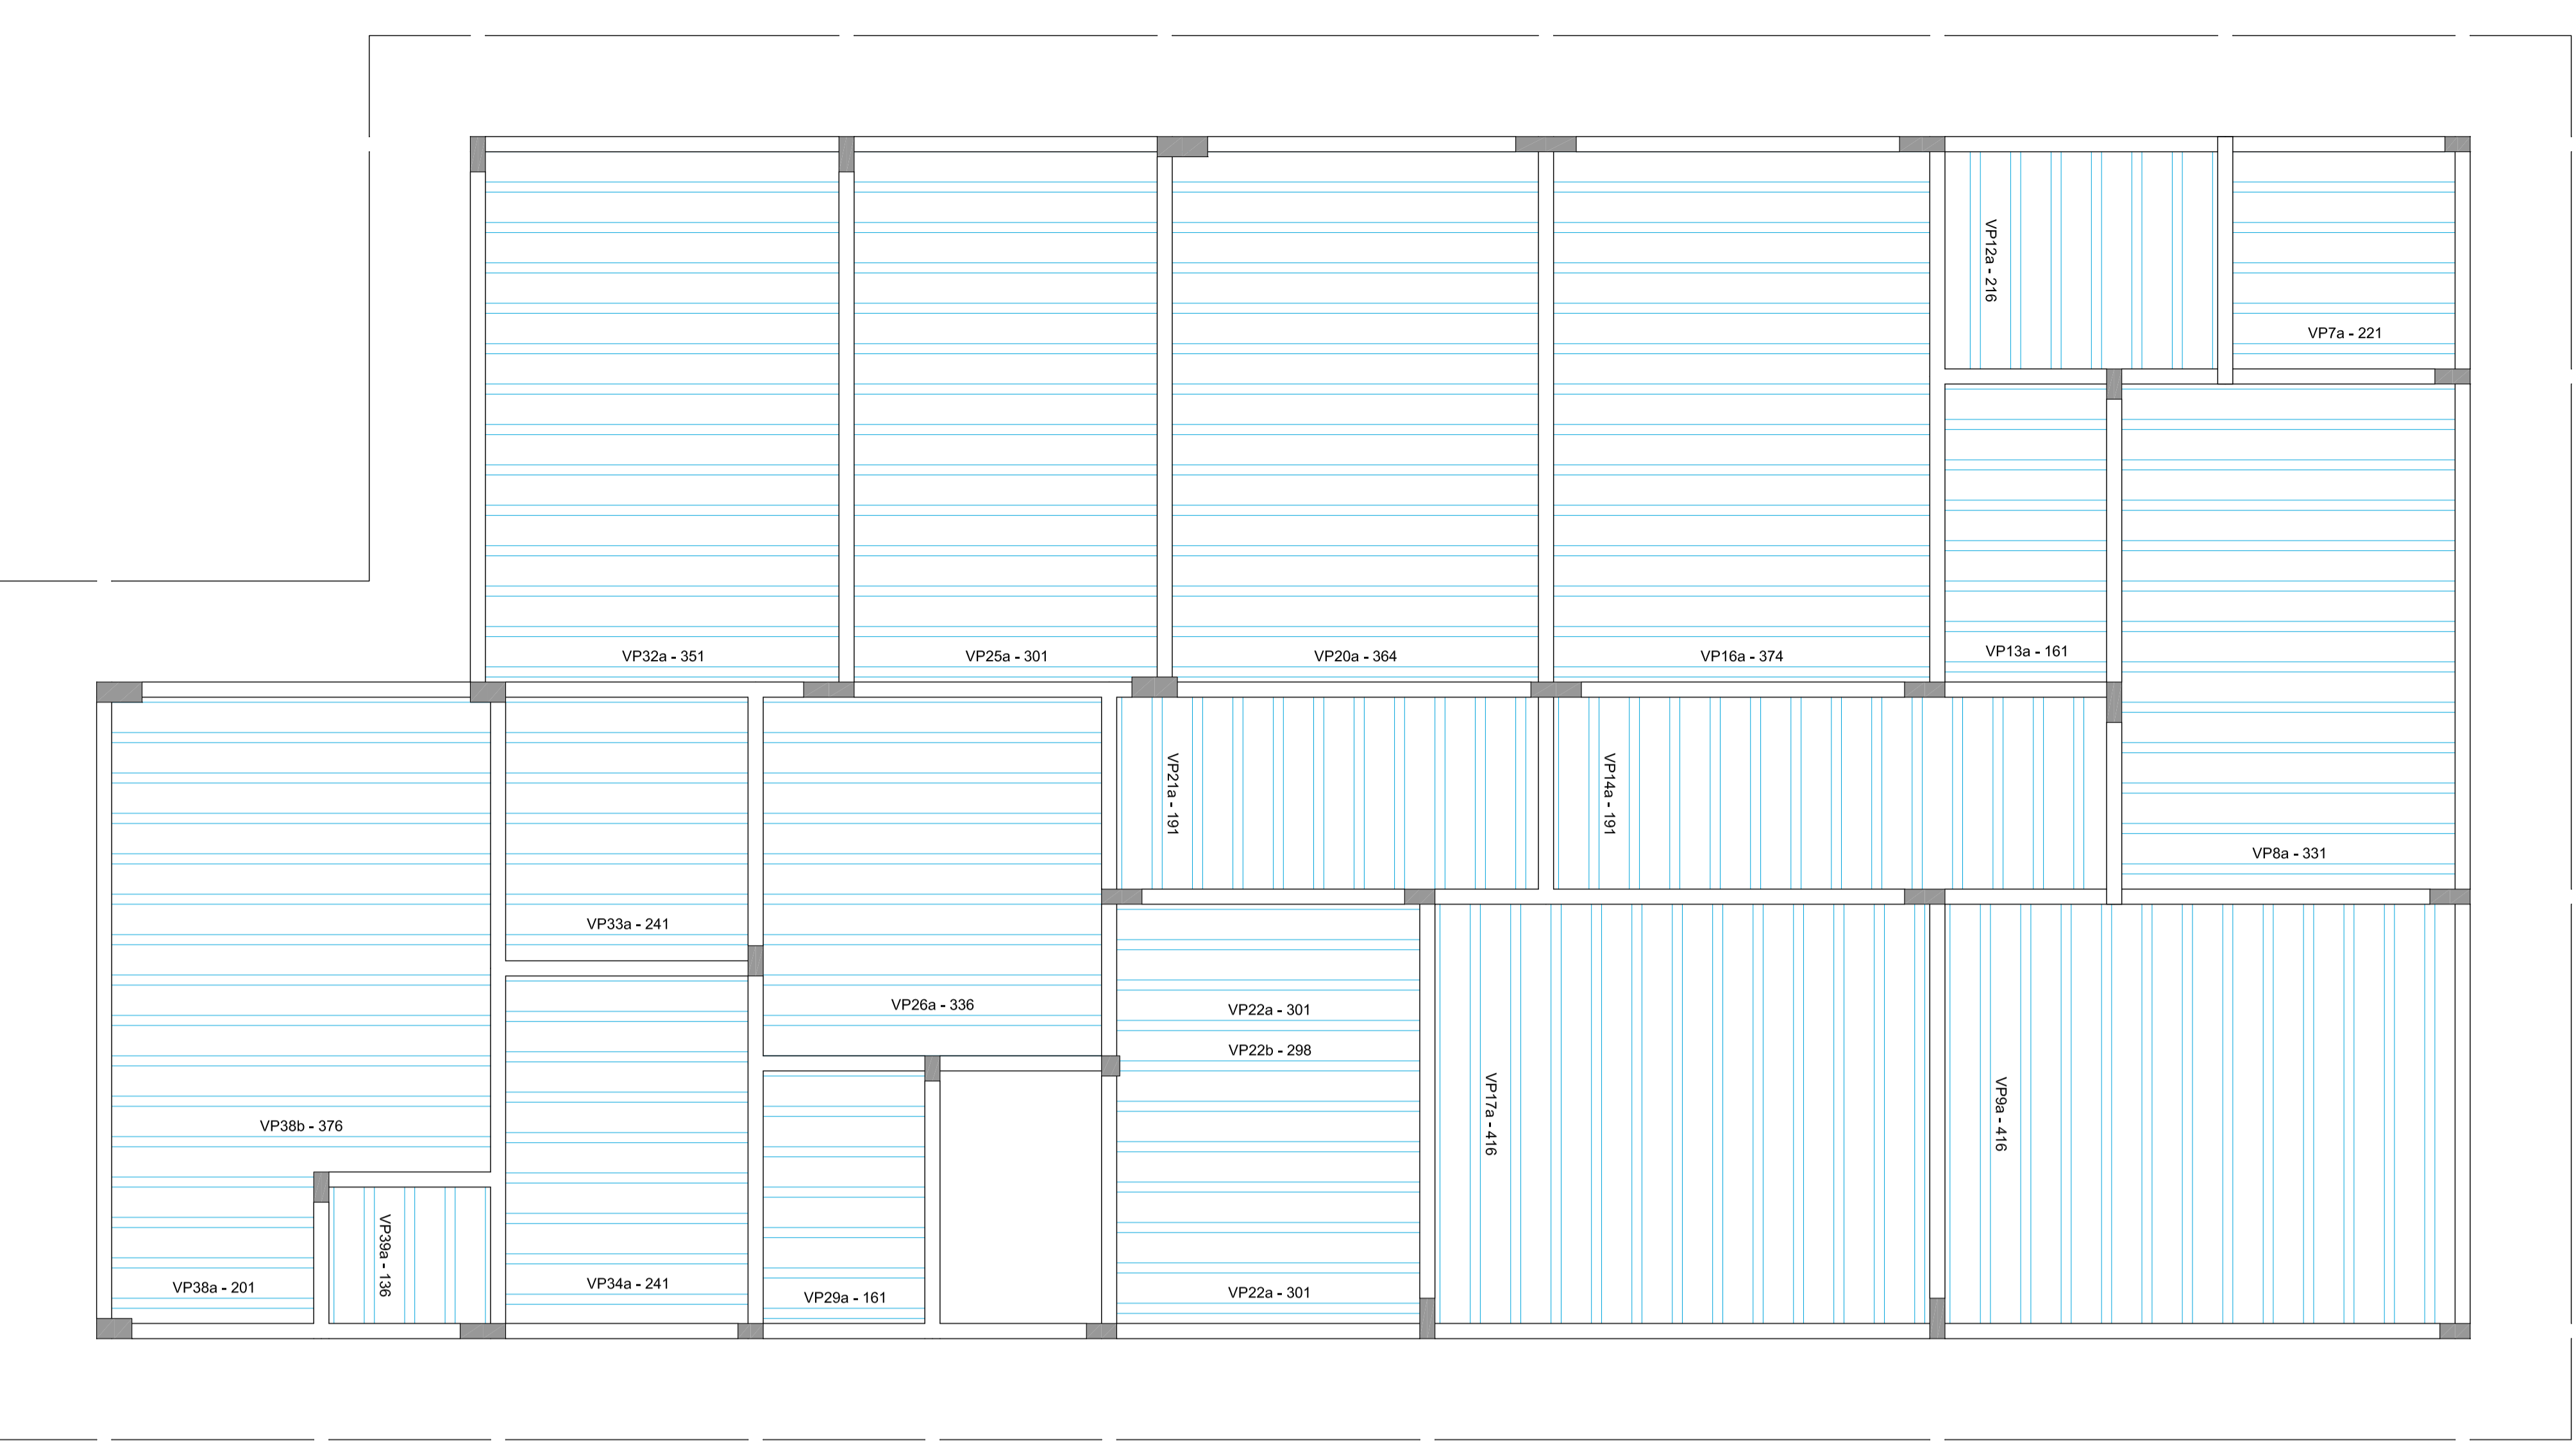 VP12a - 216
VP7a - 221
VP32a - 351
VP25a - 301
VP20a - 364
VP16a - 374
VP13a - 161
VP21a - 191
VP14a - 191
VP8a - 331
VP33a - 241
VP26a - 336
VP22a - 301
VP22b - 298
VP38b - 376
VP17a - 416
VP9a - 416
VP39a - 136
VP38a - 201
VP34a - 241
VP29a - 161
VP22a - 301